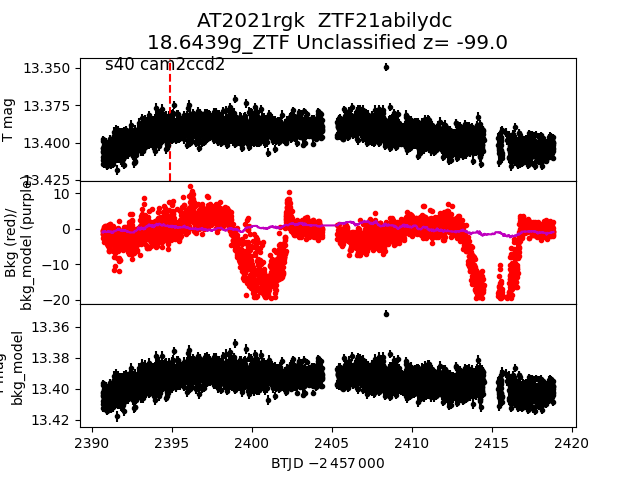 AT2021rgk  ZTF21abilydc
18.6439g_ZTF Unclassified z= -99.0
s40 cam2ccd2
T mag
13.350
13.375
13.400
13.425
Bkg (red)/
bkg_model (purple)
10
0
−10
−20
bkg_model
13.36
13.38
13.40
13.42
2390
2395
2400
2405
2410
2415
2420
BTJD −2 457 000